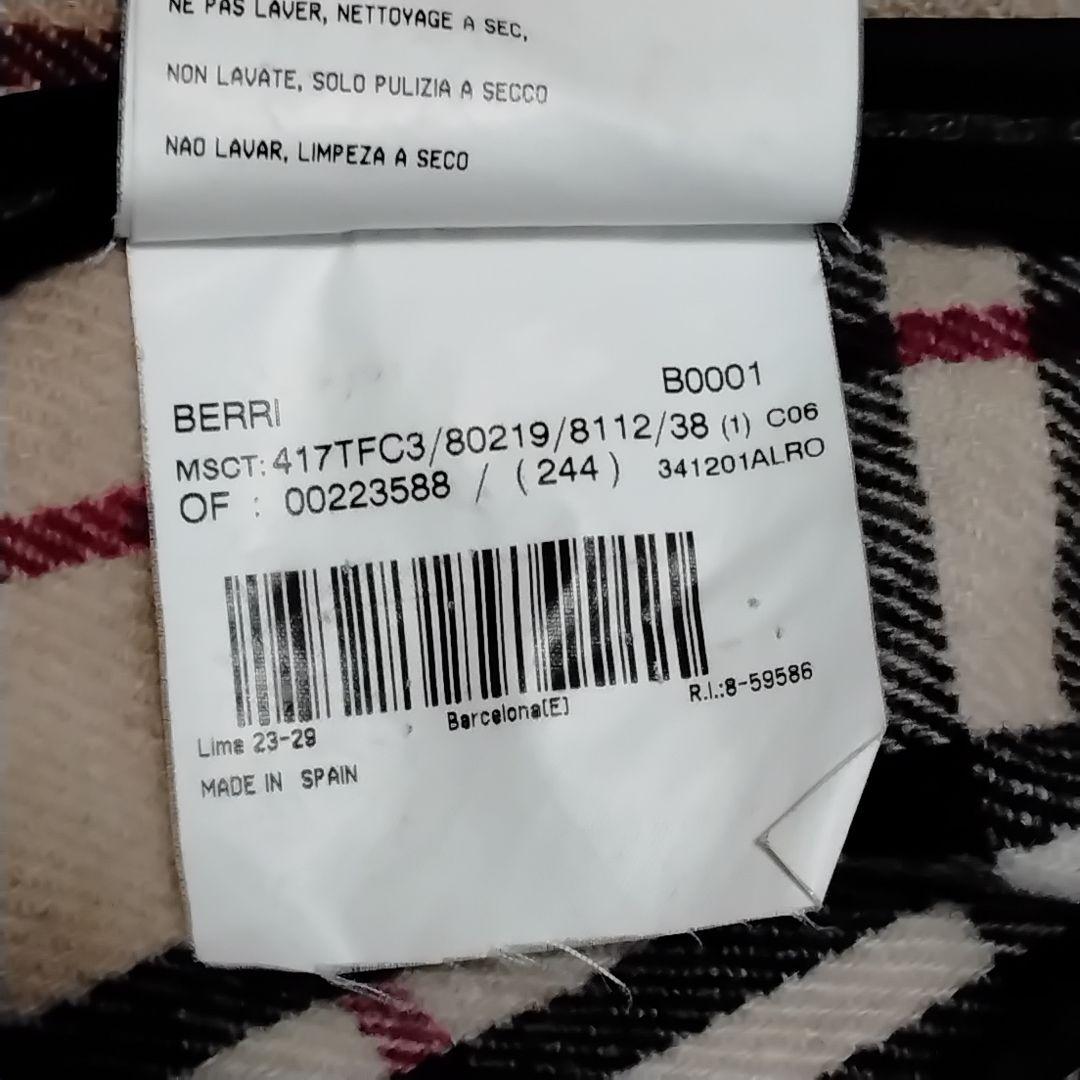 NE PAS LAVER, NETTOYAGE A SEC,
NON LAVATE, SOLO PULIZIA A SECCO
NAO LAVAR, LIMPEZA A SECO
BERRI B0001
MSCT: 417TFC3/80219/8112/38 (1) C06
OF : 00223588 / (244) 341201ALRO
Barcelona(E) R.I.:8-59586
Lima 23-29
MADE IN SPAIN